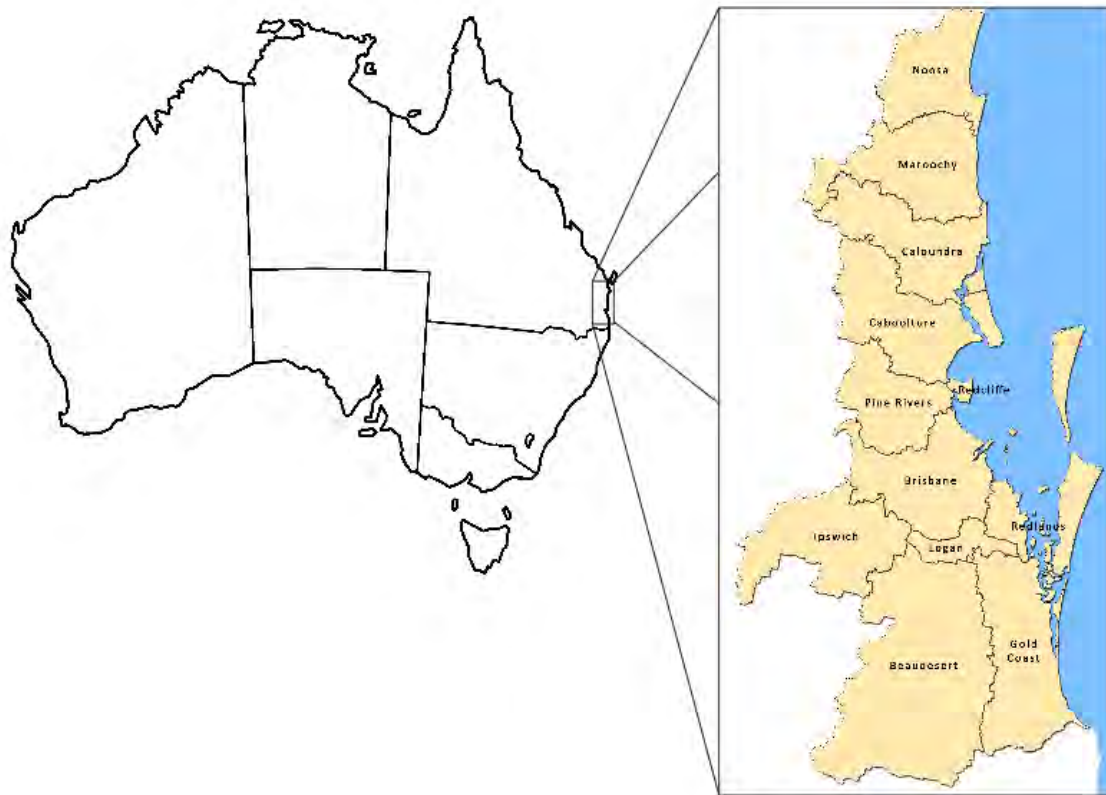 Noosa
Maroochy
Caloundra
Caboolture
Redcliffe
Pine Rivers
Brisbane
Redlands
Ipswich
Logan
Gold
Coast
Beaudesert